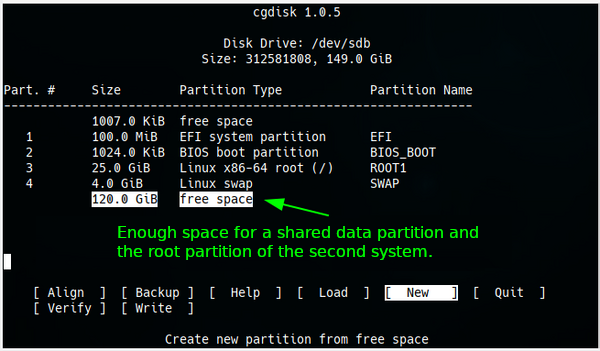 cgdisk 1.0.5
Disk Drive: /dev/sdb
Size: 312581808, 149.0 GiB
Part. # Size Partition Type Partition Name
----------------------------------------------------------------
1007.0 KiB free space
1 100.0 MiB EFI system partition EFI
2 1024.0 KiB BIOS boot partition BIOS_BOOT
3 25.0 GiB Linux x86-64 root (/) ROOT1
4 4.0 GiB Linux swap SWAP
120.0 GiB free space
Enough space for a shared data partition and
the root partition of the second system.
[ Align ] [ Backup ] [ Help ] [ Load ] [ New ] [ Quit ]
[ Verify ] [ Write ]
Create new partition from free space